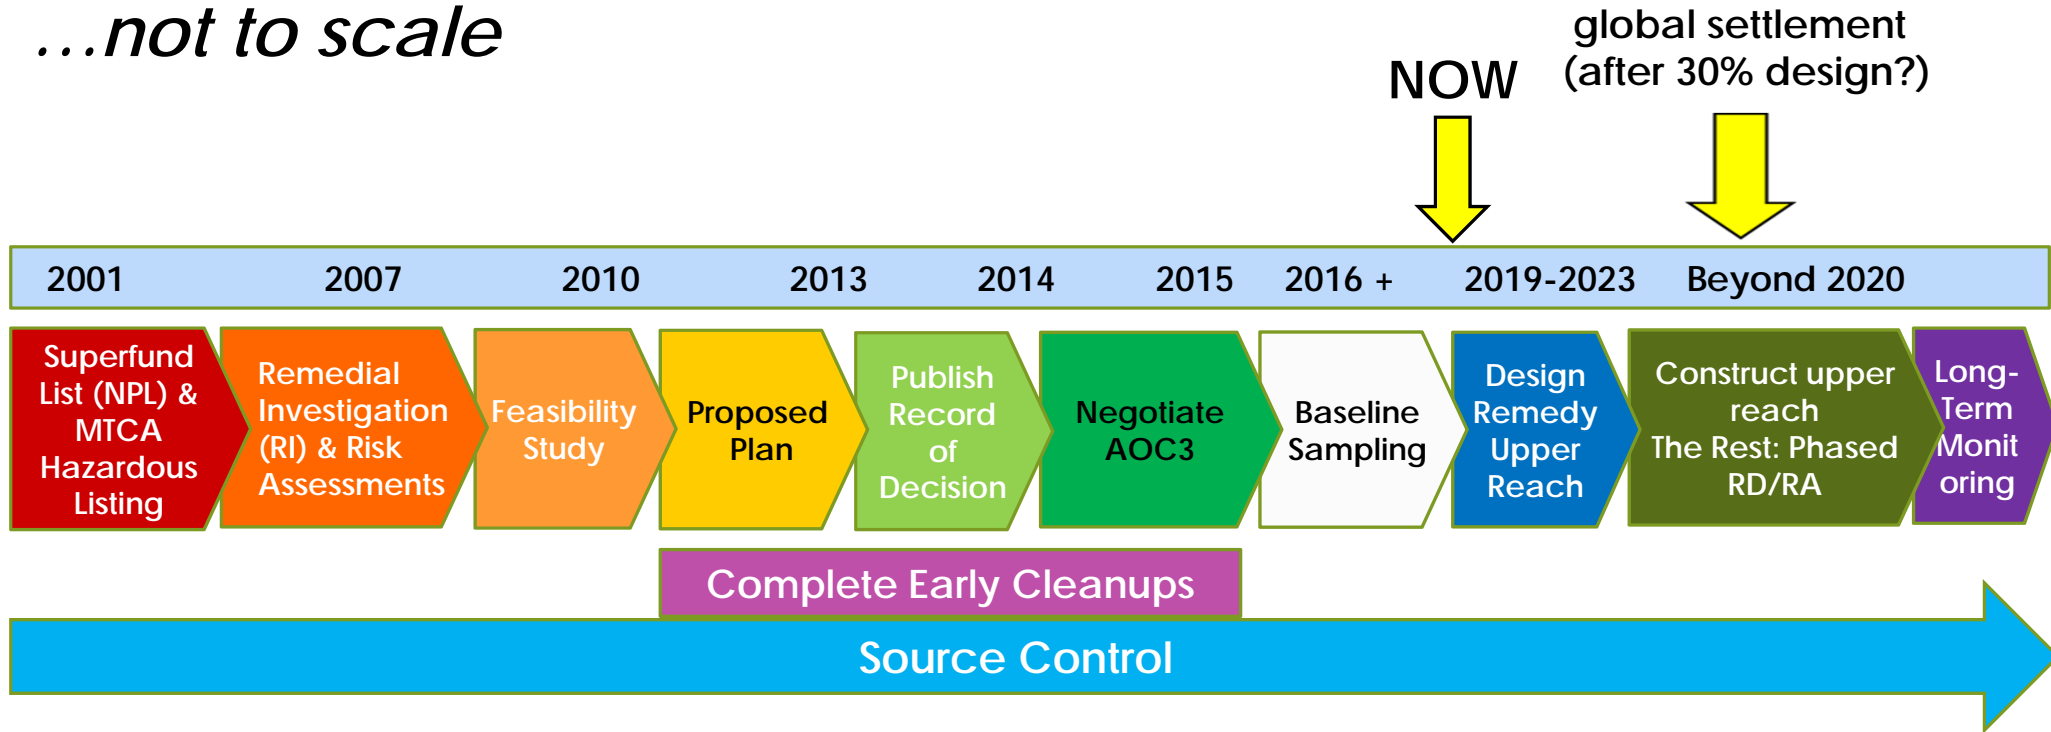 ...not to scale
NOW
global settlement
(after 30% design?)
2001 2007 2010 2013 2014 2015 2016 + 2019-2023 Beyond 2020
Superfund
List (NPL) &
MTCA
Hazardous
Listing
Remedial
Investigation
(RI) & Risk
Assessments
Feasibility
Study
Proposed
Plan
Publish
Record
of
Decision
Negotiate
AOC3
Baseline
Sampling
Design
Remedy
Upper
Reach
Construct upper
reach
The Rest: Phased
RD/RA
Long-
Term
Monit
oring
Complete Early Cleanups
Source Control